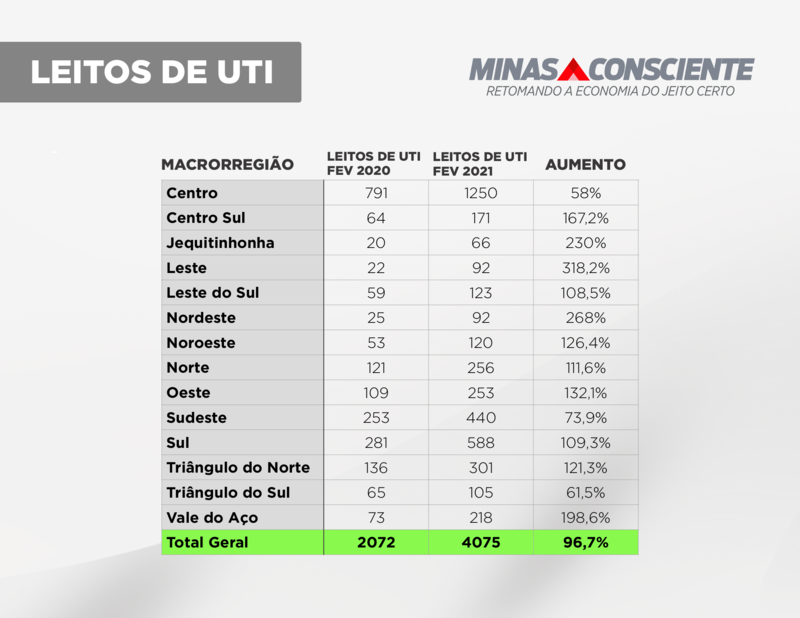 LEITOS DE UTI
MINAS CONSCIENTE
RETOMANDO A ECONOMIA DO JEITO CERTO
MACRORREGIÃO LEITOS DE UTI FEV 2020 LEITOS DE UTI FEV 2021 AUMENTO
Centro 791 1250 58%
Centro Sul 64 171 167,2%
Jequitinhonha 20 66 230%
Leste 22 92 318,2%
Leste do Sul 59 123 108,5%
Nordeste 25 92 268%
Noroeste 53 120 126,4%
Norte 121 256 111,6%
Oeste 109 253 132,1%
Sudeste 253 440 73,9%
Sul 281 588 109,3%
Triângulo do Norte 136 301 121,3%
Triângulo do Sul 65 105 61,5%
Vale do Aço 73 218 198,6%
Total Geral 2072 4075 96,7%